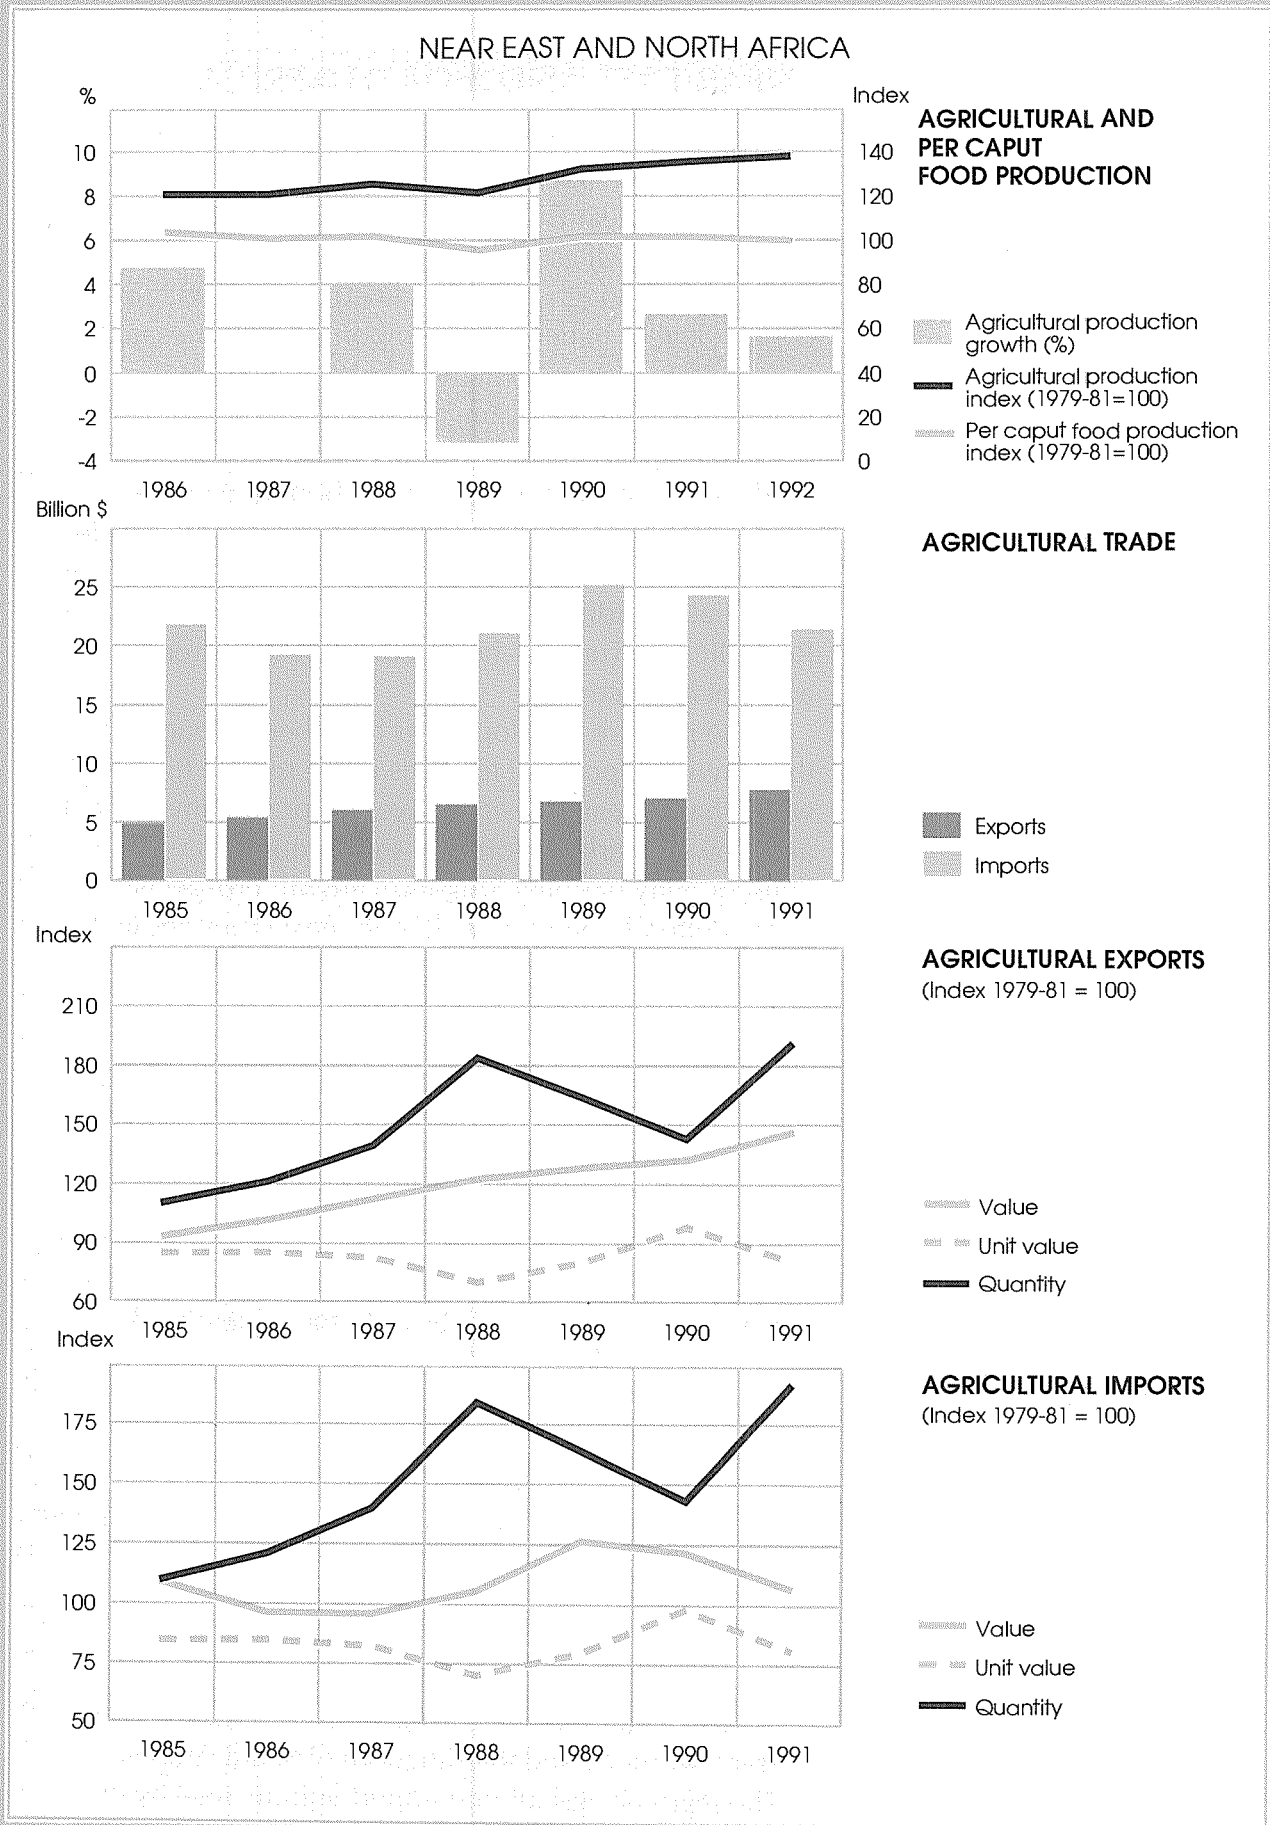 NEAR EAST AND NORTH AFRICA
% Index
AGRICULTURAL AND
PER CAPUT
FOOD PRODUCTION
10 140
8 120
6 100
4 80
2 60
0 40
-2 20
-4 0
Agricultural production
growth (%)
Agricultural production
index (1979-81=100)
Per caput food production
index (1979-81=100)
1986 1987 1988 1989 1990 1991 1992
Billion $
AGRICULTURAL TRADE
25
20
15
10
5
0
Exports
Imports
1985 1986 1987 1988 1989 1990 1991
Index
AGRICULTURAL EXPORTS
(Index 1979-81 = 100)
210
180
150
120
90
60
Value
Unit value
Quantity
1985 1986 1987 1988 1989 1990 1991
Index
AGRICULTURAL IMPORTS
(Index 1979-81 = 100)
175
150
125
100
75
50
Value
Unit value
Quantity
1985 1986 1987 1988 1989 1990 1991